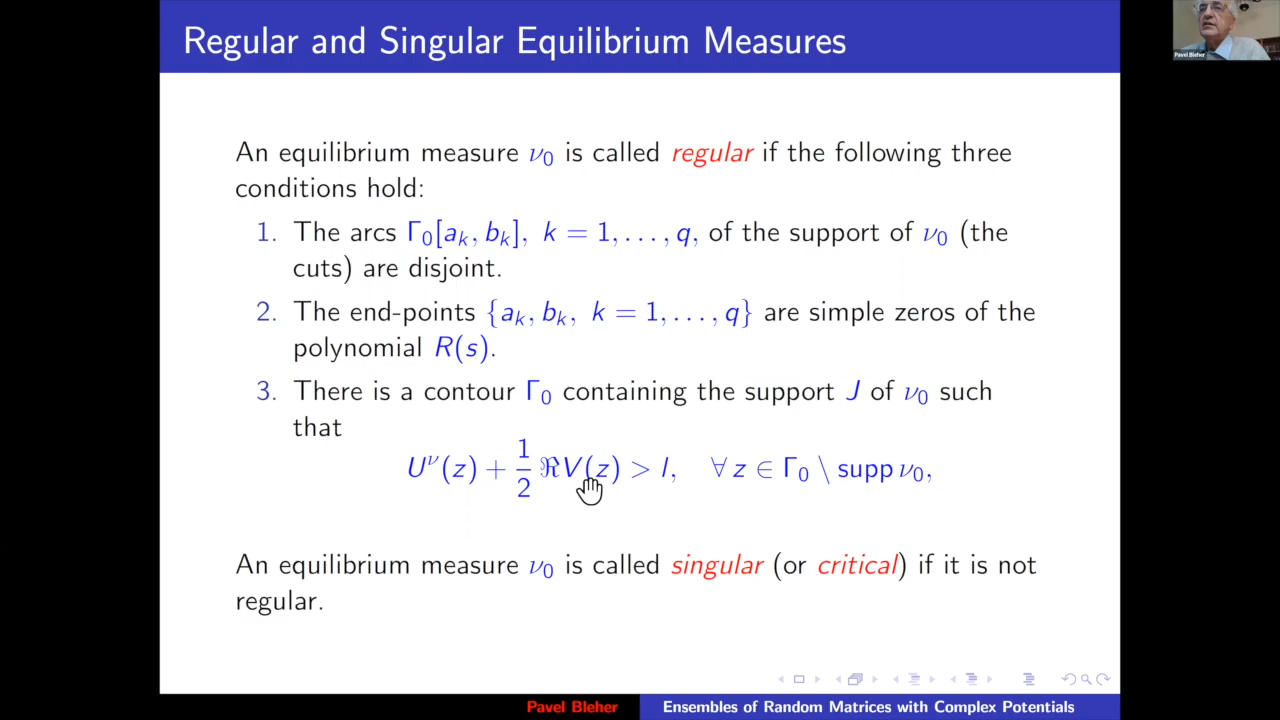 Regular and Singular Equilibrium Measures
Pavel Bleher
An equilibrium measure ν₀ is called regular if the following three
conditions hold:
1. The arcs Γ₀[aₖ, bₖ], k = 1, . . . , q, of the support of ν₀ (the
cuts) are disjoint.
2. The end-points {aₖ, bₖ, k = 1, . . . , q} are simple zeros of the
polynomial R(s).
3. There is a contour Γ₀ containing the support J of ν₀ such
that
U^ν(z) + 1/2 ℜV(z) > l, ∀ z ∈ Γ₀ \ supp ν₀,
An equilibrium measure ν₀ is called singular (or critical) if it is not
regular.
Pavel Bleher Ensembles of Random Matrices with Complex Potentials